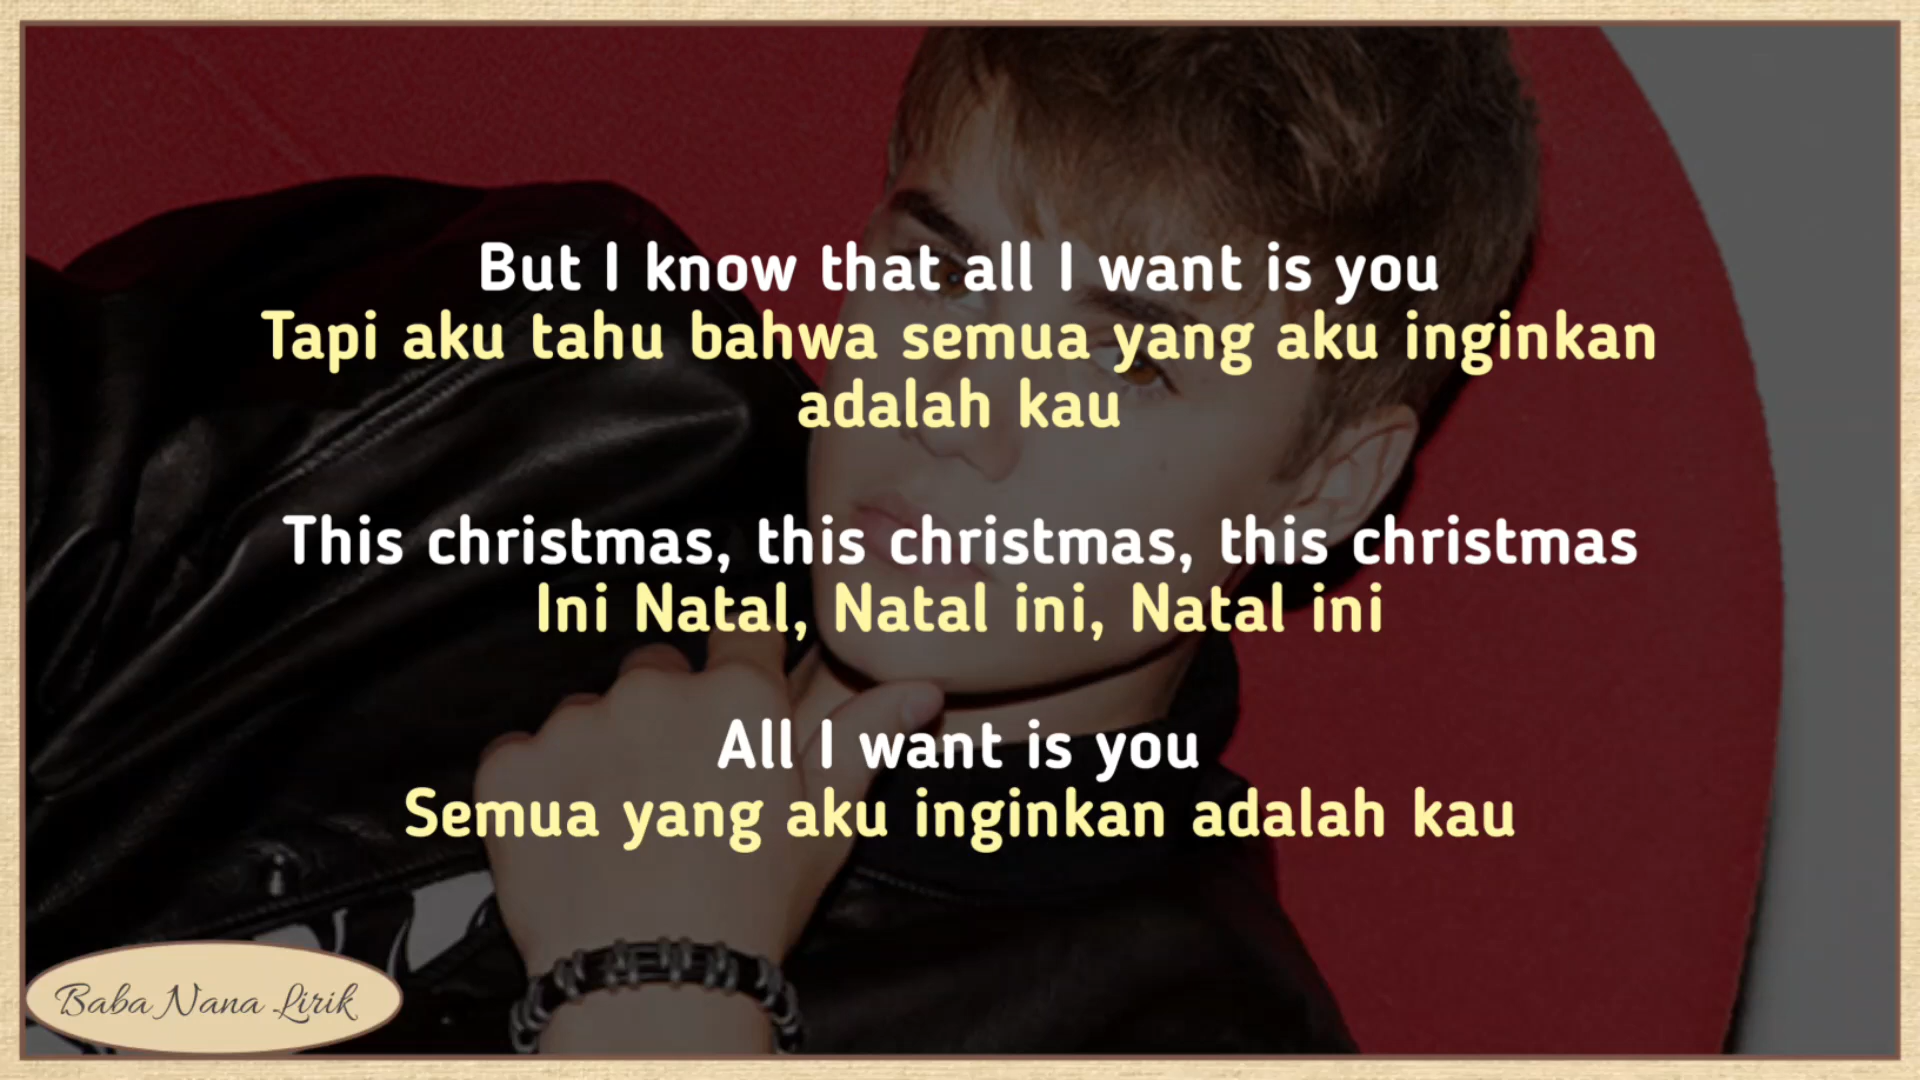 But I know that all I want is you
Tapi aku tahu bahwa semua yang aku inginkan
adalah kau
This christmas, this christmas, this christmas
Ini Natal, Natal ini, Natal ini
All I want is you
Semua yang aku inginkan adalah kau
Baba Nana Lirik